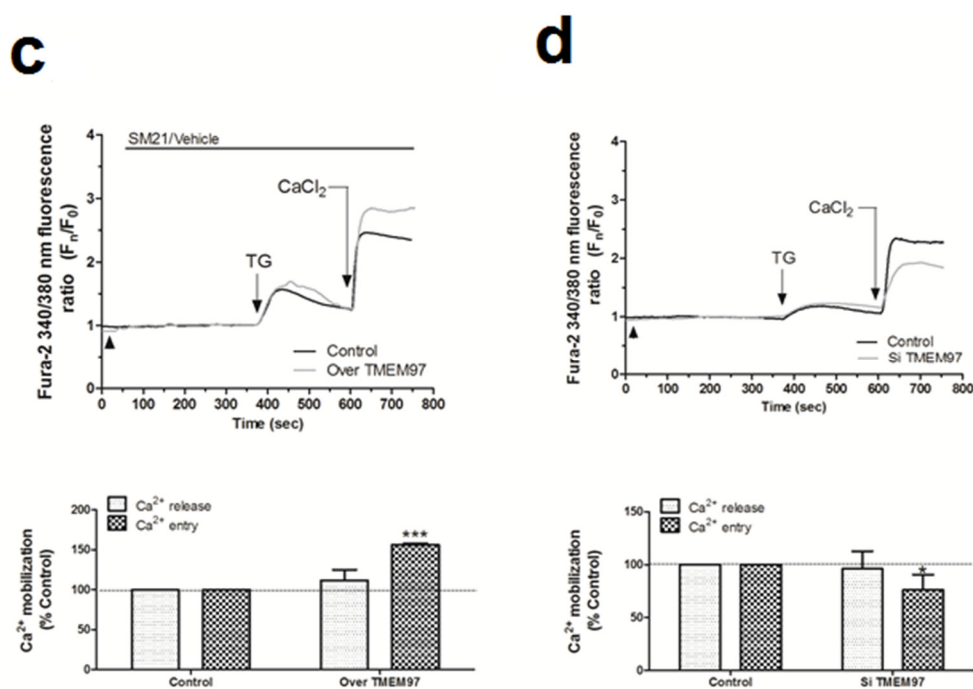 c
SM21/Vehicle
Fura-2 340/380 nm fluorescence
ratio (Fn/F0)
4
3
2
1
0
CaCl2
TG
Control
Over TMEM97
0 100 200 300 400 500 600 700 800
Time (sec)
Ca2+ release
Ca2+ entry
Ca2+ mobilization
(% Control)
200
150
100
50
0
***
Control Over TMEM97
d
Fura-2 340/380 nm fluorescence
ratio (Fn/F0)
4
3
2
1
0
CaCl2
TG
Control
Si TMEM97
0 100 200 300 400 500 600 700 800
Time (sec)
Ca2+ release
Ca2+ entry
Ca2+ mobilization
(% Control)
150
100
75
50
25
0
*
Control Si TMEM97